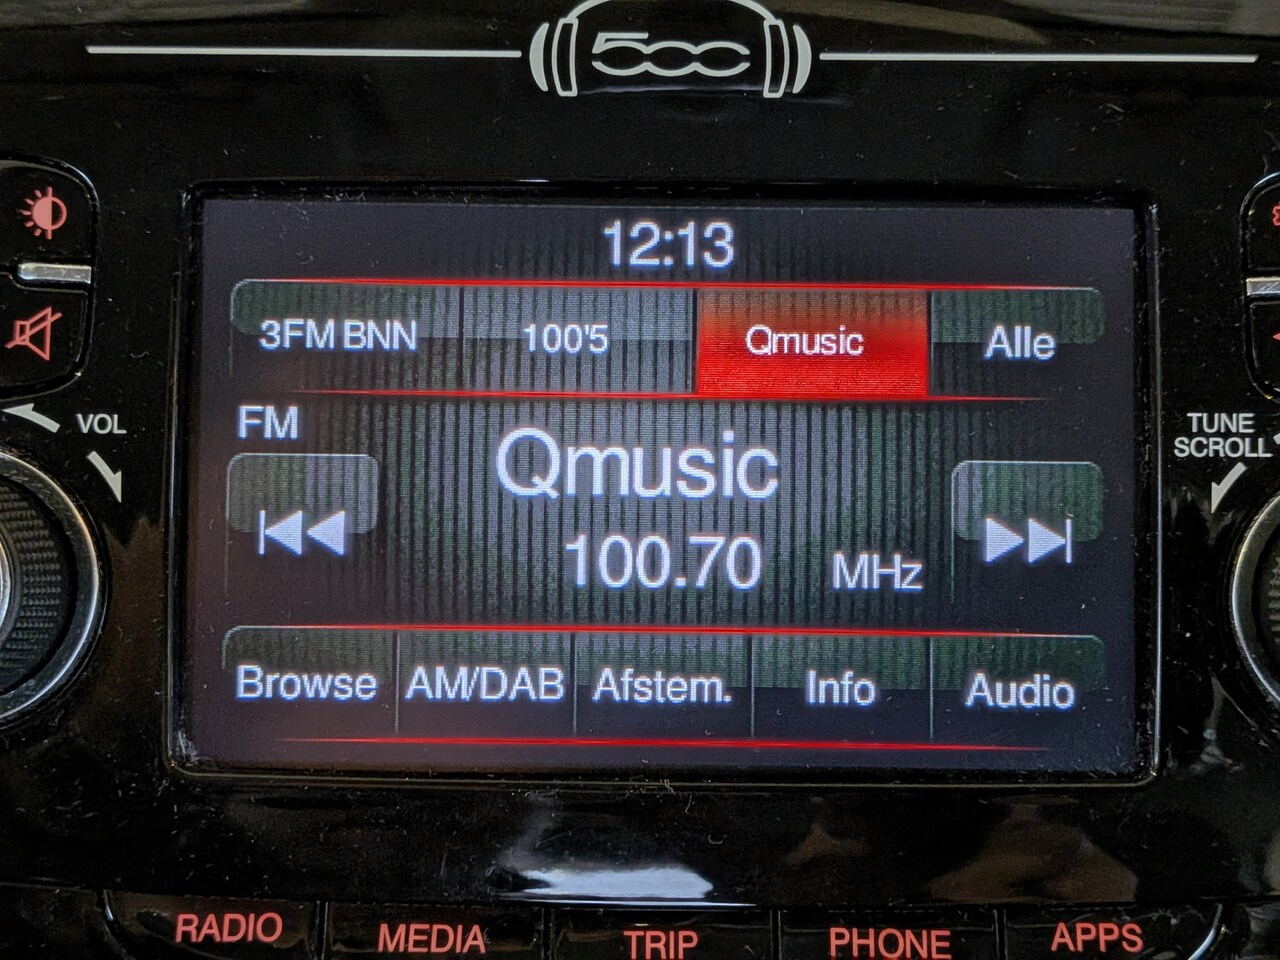 500
12:13
3FM BNN 100'5 Qmusic Alle
FM
VOL
TUNE
SCROLL
Qmusic
100.70 MHz
Browse AM/DAB Afstem. Info Audio
RADIO MEDIA TRIP PHONE APPS